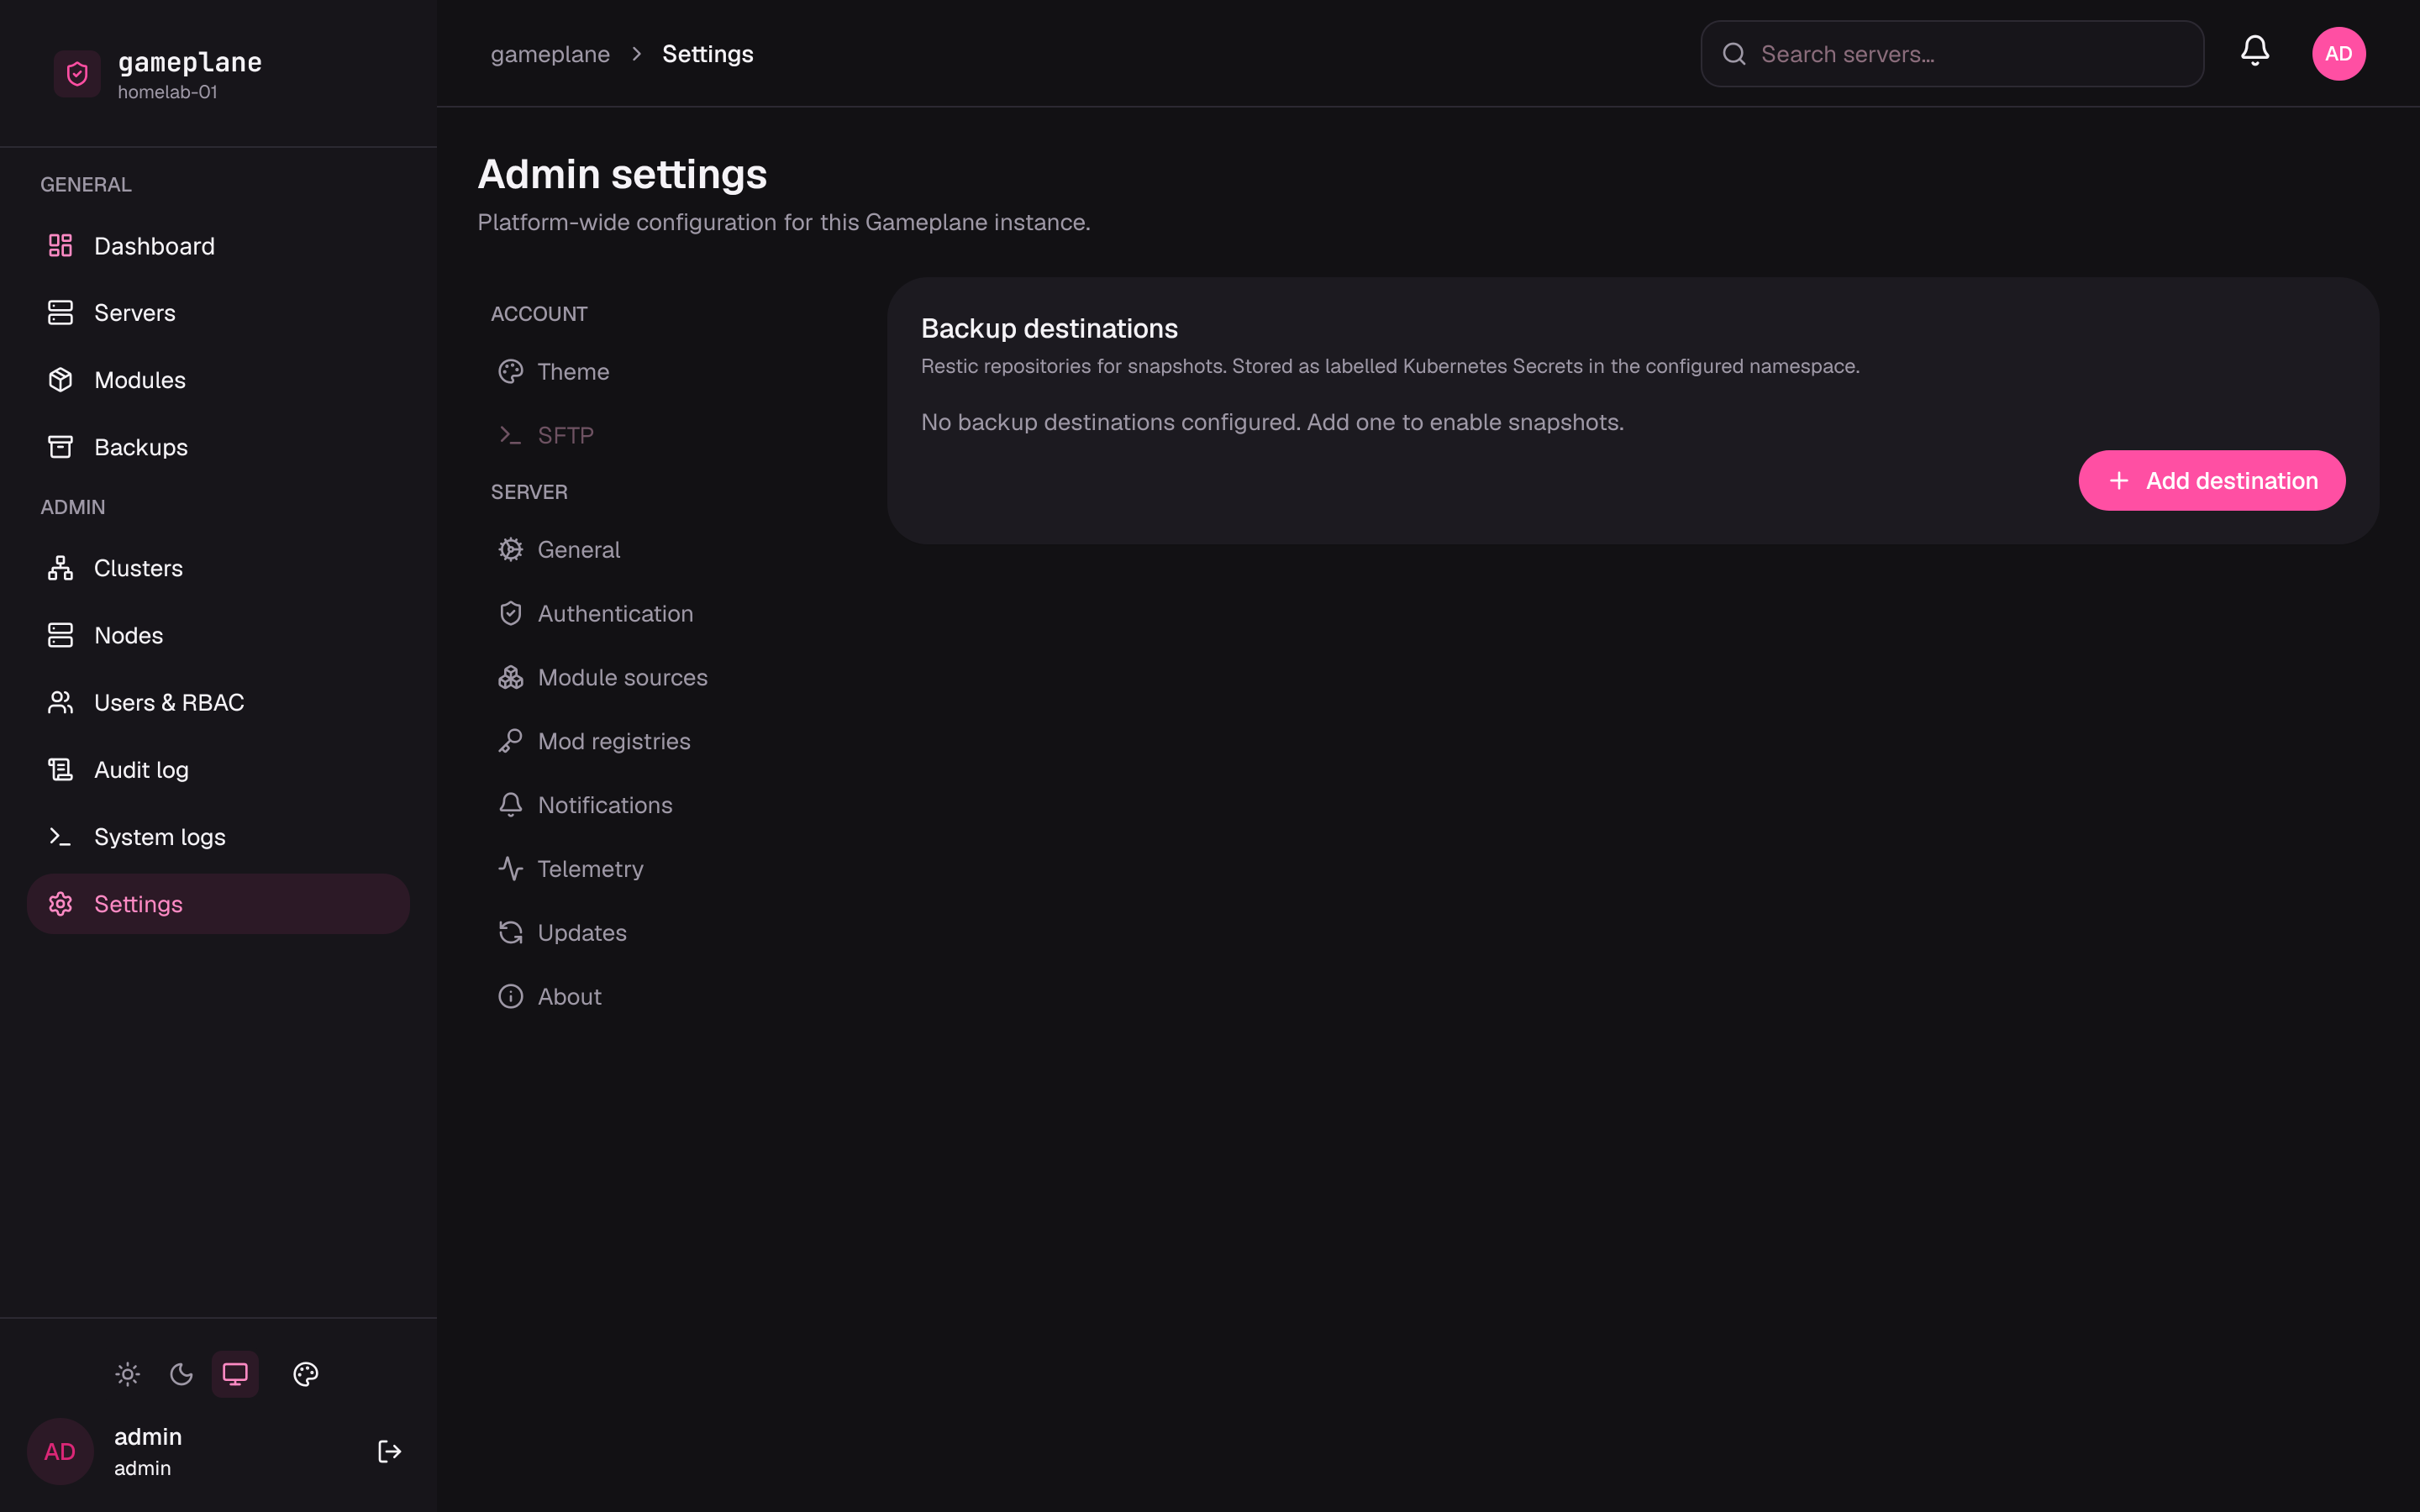 gameplane
homelab-01
GENERAL
Dashboard
Servers
Modules
Backups
ADMIN
Clusters
Nodes
Users & RBAC
Audit log
System logs
Settings
AD
admin
admin
gameplane > Settings
Search servers...
AD
Admin settings
Platform-wide configuration for this Gameplane instance.
ACCOUNT
Theme
SFTP
SERVER
General
Authentication
Module sources
Mod registries
Notifications
Telemetry
Updates
About
Backup destinations
Restic repositories for snapshots. Stored as labelled Kubernetes Secrets in the configured namespace.
No backup destinations configured. Add one to enable snapshots.
Add destination